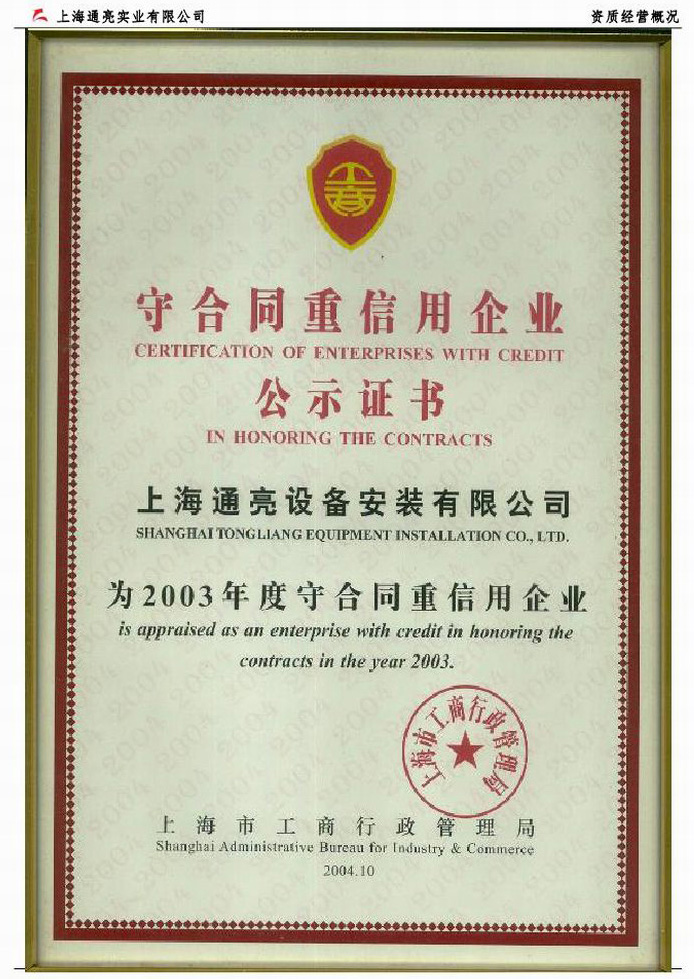 上海通亮实业有限公司
资质经营概况
守合同重信用企业
CERTIFICATION OF ENTERPRISES WITH CREDIT
公示证书
IN HONORING THE CONTRACTS
上海通亮设备安装有限公司
SHANGHAI TONGLIANG EQUIPMENT INSTALLATION CO., LTD.
为2003年度守合同重信用企业
is appraised as an enterprise with credit in honoring the
contracts in the year 2003.
上海市工商行政管理局
上海市工商行政管理局
Shanghai Administrative Bureau for Industry & Commerce
2004.10